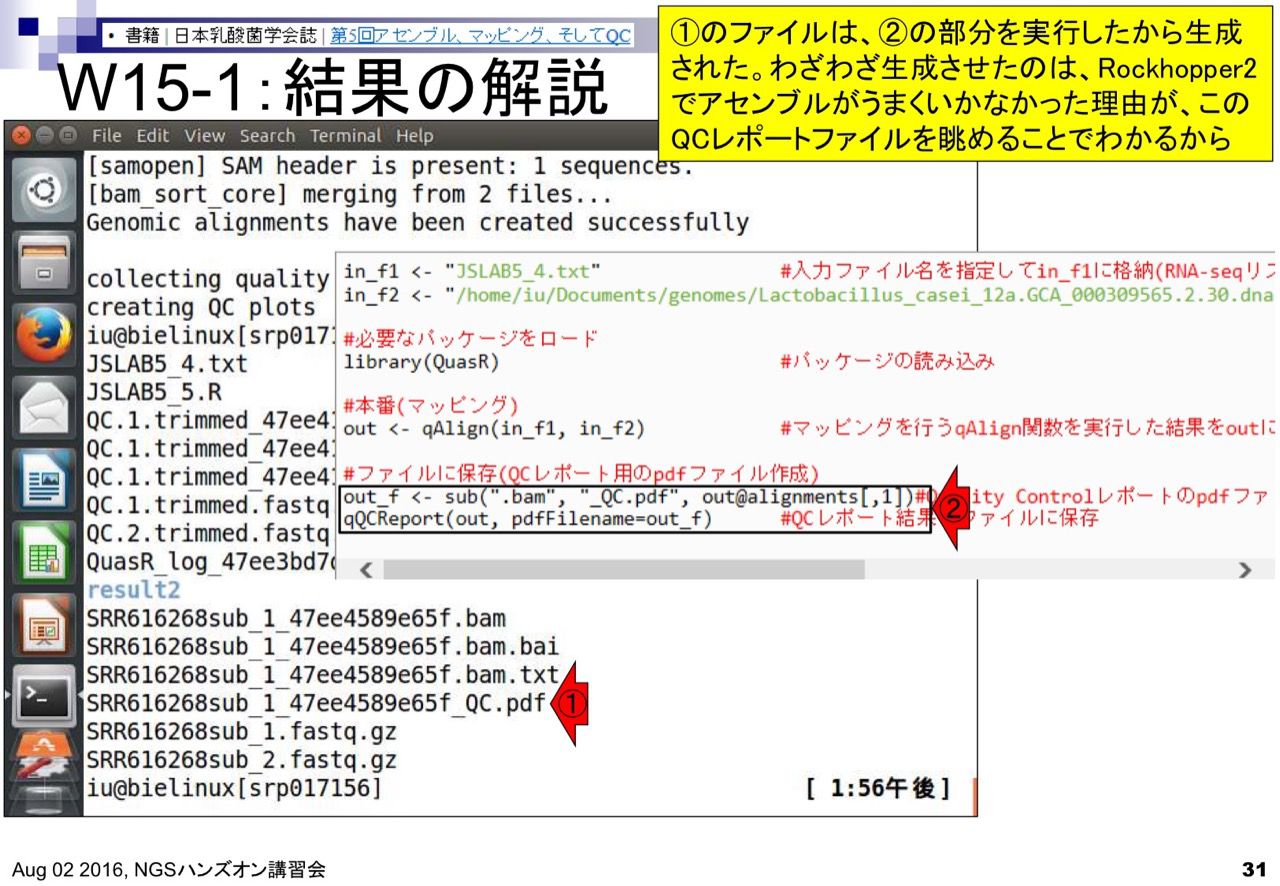 • 書籍 | 日本乳酸菌学会誌 | 第5回アセンブル、マッピング、そしてQC
W15-1：結果の解説
①のファイルは、②の部分を実行したから生成
された。わざわざ生成させたのは、Rockhopper2
でアセンブルがうまくいかなかった理由が、この
QCレポートファイルを眺めることでわかるから
File Edit View Search Terminal Help
[samopen] SAM header is present: 1 sequences.
[bam_sort_core] merging from 2 files...
Genomic alignments have been created successfully
collecting quality
creating QC plots
iu@bielinux[srp017
JSLAB5_4.txt
JSLAB5_5.R
QC.1.trimmed_47ee4
QC.1.trimmed_47ee4
QC.1.trimmed_47ee4
QC.1.trimmed.fastq
QC.2.trimmed.fastq
QuasR_log_47ee3bd7
result2
SRR616268sub_1_47ee4589e65f.bam
SRR616268sub_1_47ee4589e65f.bam.bai
SRR616268sub_1_47ee4589e65f.bam.txt
SRR616268sub_1_47ee4589e65f_QC.pdf
①
SRR616268sub_1.fastq.gz
SRR616268sub_2.fastq.gz
iu@bielinux[srp017156]
[ 1:56午後]
in_f1 <- "JSLAB5_4.txt" #入力ファイル名を指定してin_f1に格納(RNA-seqリ
in_f2 <- "/home/iu/Documents/genomes/Lactobacillus_casei_12a.GCA_000309565.2.30.dna
#必要なパッケージをロード
library(QuasR) #パッケージの読み込み
#本番(マッピング)
out <- qAlign(in_f1, in_f2) #マッピングを行うqAlign関数を実行した結果をoutに
#ファイルに保存(QCレポート用のpdfファイル作成)
out_f <- sub(".bam", "_QC.pdf", out@alignments[,1]) ity Controlレポートのpdfファ
②
qQCReport(out, pdfFilename=out_f) #QCレポート結果 ファイルに保存
Aug 02 2016, NGSハンズオン講習会
31